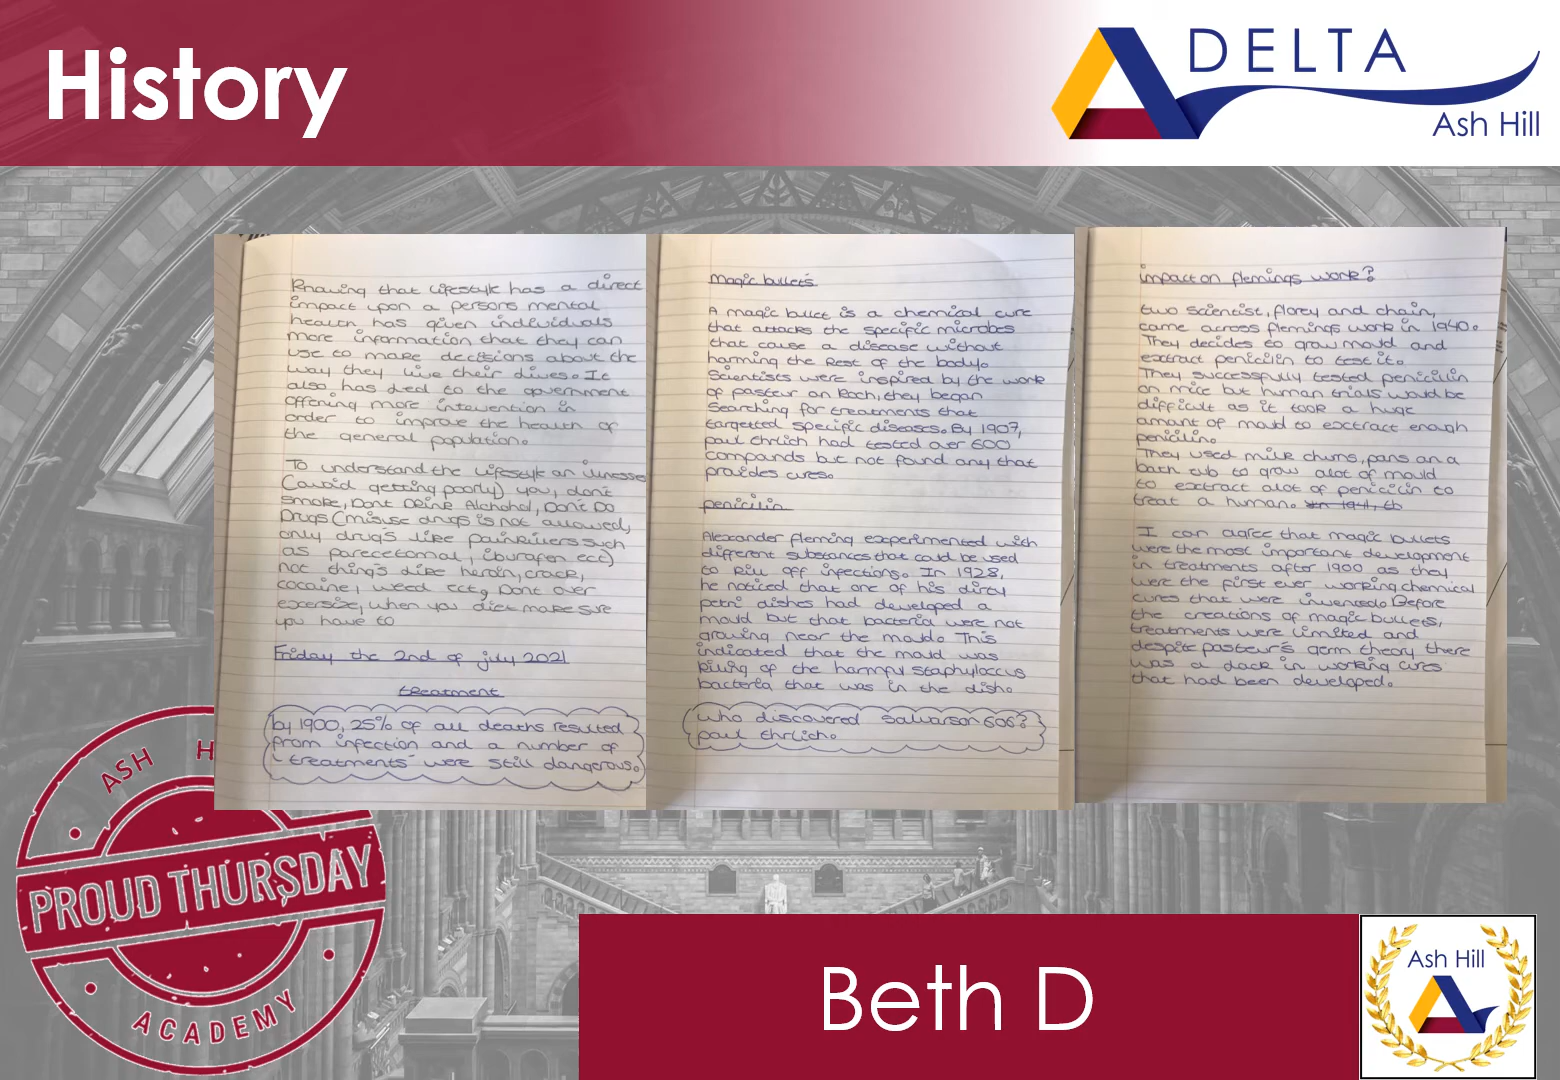 History
DELTA
Ash Hill
Knowing that lifestyle has a direct
impact upon a persons mental
health has given individuals
more information that they can
use to make decisions about the
way they live their lives. It
also has led to the government
offering more intervention in
order to improve the health of
the general population.
To understand the lifestyle an illnesses
(avoid getting poorly) you, don't
smoke, Dont Drink Alchohol, Dont Do
Drugs (misuse drugs is not allowed,
only drug's like painkillers such
as parecetomal, iburofen ect)
not thing's like heroin, crack,
cocaine, weed ect, Dont over
excersize, when you diet make sure
you have to
Friday the 2nd of july 2021
treatment
by 1900, 25% of all deaths resulted
from infection and a number of
"treatments" were still dangerous.
magic bullets
A magic bullet is a chemical cure
that attacks the specific microbes
that cause a disease without
harming the Rest of the body.
Scientists were inspired by the work
of pasteur an Koch, they began
searching for treatments that
targetted specific diseases. By 1907,
paul Ehrlich had tested over 600
compounds but not found any that
provides cures.
penicilin
Alexander fleming experimented with
different substances that could be used
to kill off infections. In 1928,
he noticed that one of his dirty
petri dishes had developed a
mould but that bacteria were not
growing near the mould. This
indicated that the mould was
killing of the harmful staphyloccus
bacteria that was in the dish.
who discovered Salvarson 606?
paul Ehrlich.
impact on flemings work?
two scientist, florey and chain,
came across flemings work in 1940.
They decides to grow mould and
extract penicilin to test it.
They successfully tested penicilin
on mice but human trials would be
difficult as it took a huge
amant of mould to exctract enough
penicilin.
They used milk churns, pans an a
bath tub to grow alot of mould
to exctract alot of penicilin to
treat a human. In 1941, th
I can agree that magic bullets
were the most important development
in treatments after 1900 as they
were the first ever working chemical
cures that were invented. Before
the creations of magic bullets,
treatments were limited and
despite pasteur's germ theory there
was a lack in working cures
that had been developed.
ASH H
PROUD THURSDAY
ACADEMY
Beth D
Ash Hill